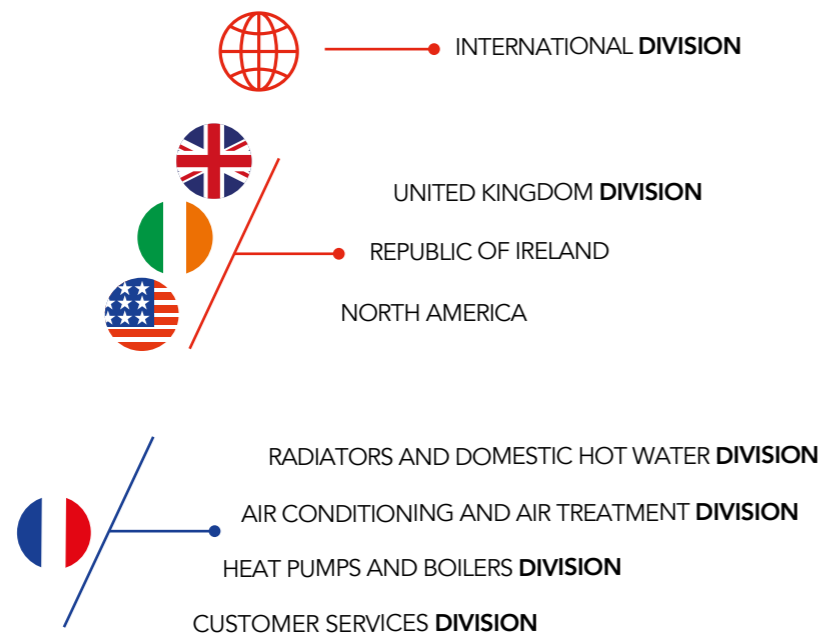 INTERNATIONAL DIVISION
UNITED KINGDOM DIVISION
REPUBLIC OF IRELAND
NORTH AMERICA
RADIATORS AND DOMESTIC HOT WATER DIVISION
AIR CONDITIONING AND AIR TREATMENT DIVISION
HEAT PUMPS AND BOILERS DIVISION
CUSTOMER SERVICES DIVISION